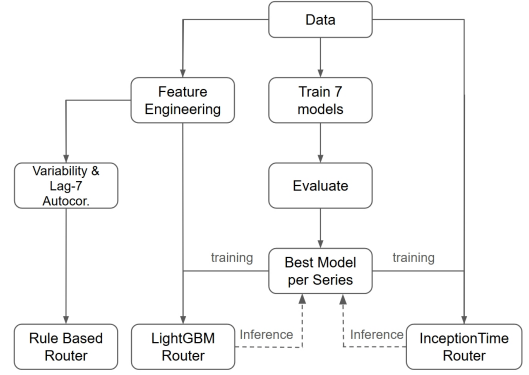 Data
Feature
Engineering
Train 7
models
Variability &
Lag-7
Autocor.
Evaluate
training
Best Model
per Series
training
Rule Based
Router
LightGBM
Router
Inference
Inference
InceptionTime
Router